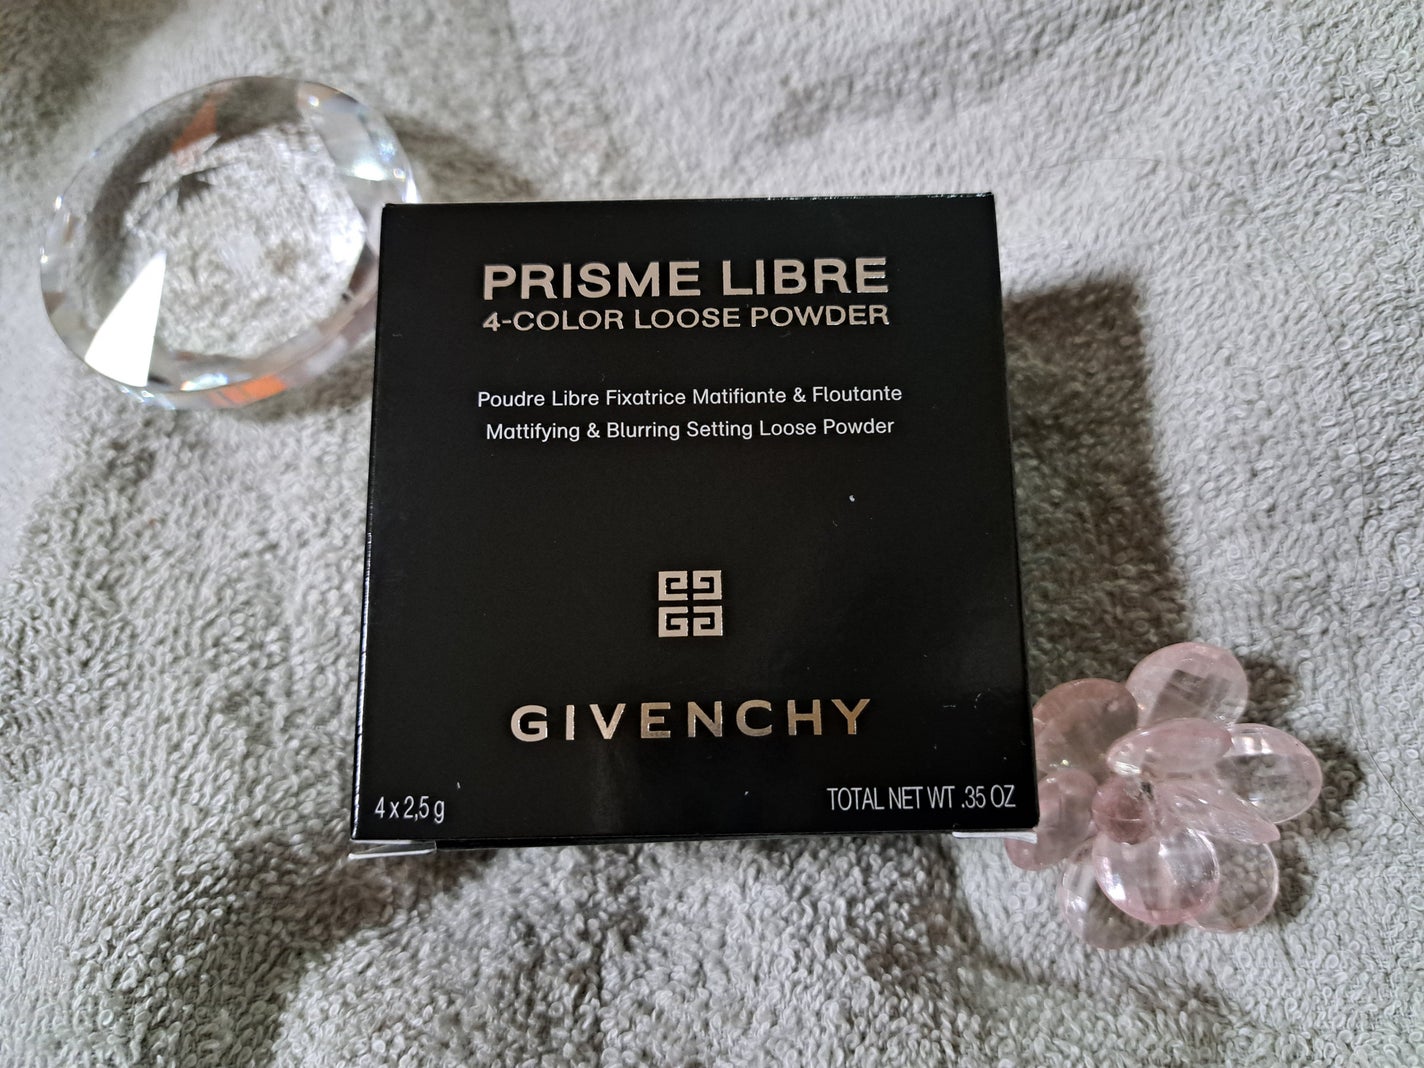 PRISME LIBRE
4-COLOR LOOSE POWDER
Poudre Libre Fixatrice Matifiante & Floutante
Mattifying & Blurring Setting Loose Powder
GIVENCHY
4 x 2,5 g
TOTAL NET WT .35 OZ